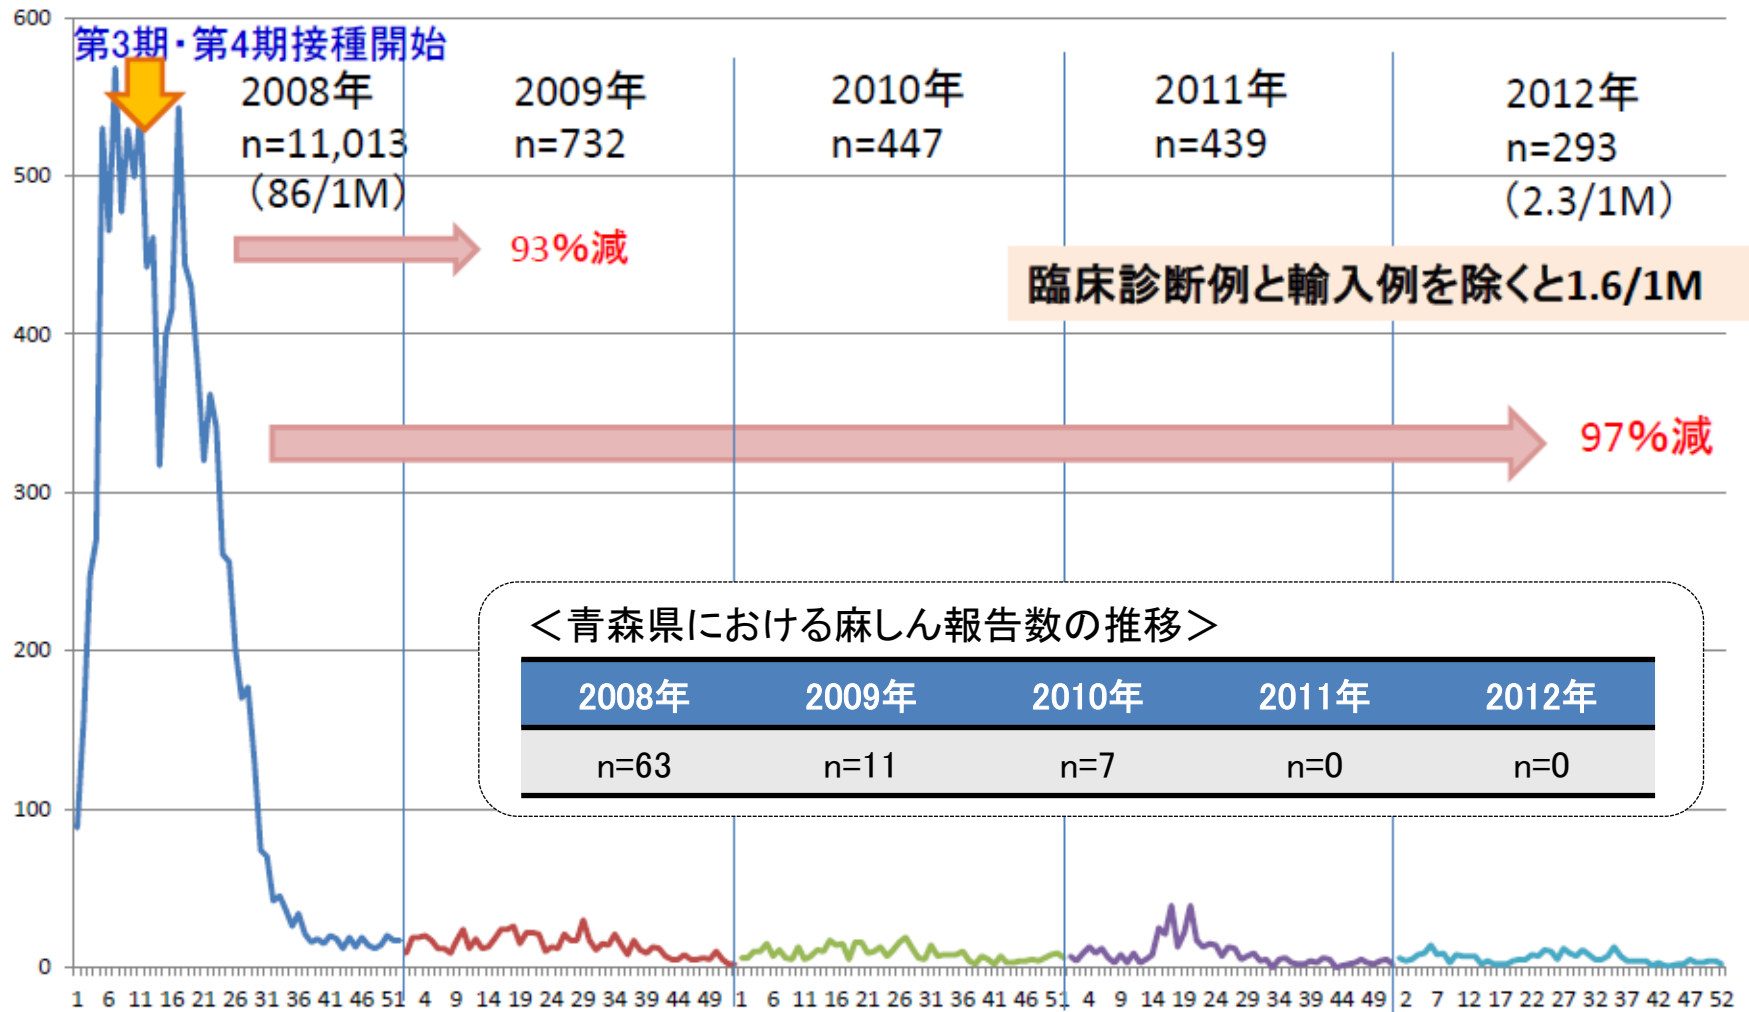 600
500
400
300
200
100
0
第3期・第4期接種開始
2008年
n=11,013
（86/1M）
2009年
n=732
2010年
n=447
2011年
n=439
2012年
n=293
（2.3/1M）
93%減
臨床診断例と輸入例を除くと1.6/1M
97%減
＜青森県における麻しん報告数の推移＞
2008年 2009年 2010年 2011年 2012年
n=63 n=11 n=7 n=0 n=0
1 6 11 16 21 26 31 36 41 46 51 4 9 14 19 24 29 34 39 44 49 1 6 11 16 21 26 31 36 41 46 51 4 9 14 19 24 29 34 39 44 49 2 7 12 17 22 27 32 37 42 47 52